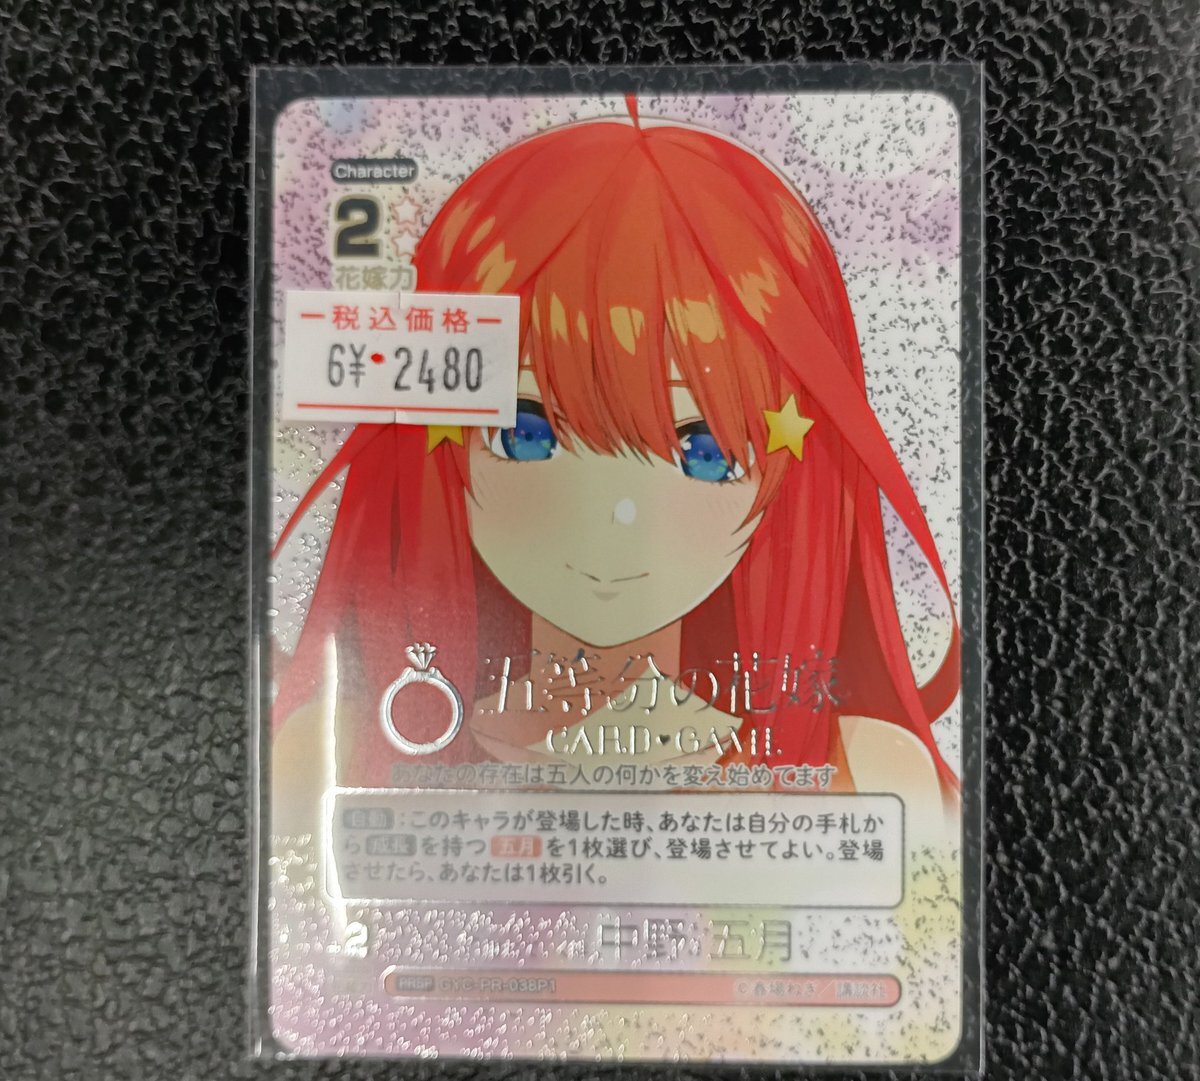 Character
2
花嫁力
税込価格
6¥・2480
五等分の花嫁
CARD♥GAME
あなたの存在は五人の何かを変え始めてます
自動：このキャラが登場した時、あなたは自分の手札か
ら成長を持つ五月を1枚選び、登場させてよい。登場
させたら、あなたは1枚引く。
2
中野 五月
GYC-PR-038P1
©春場ねぎ／講談社